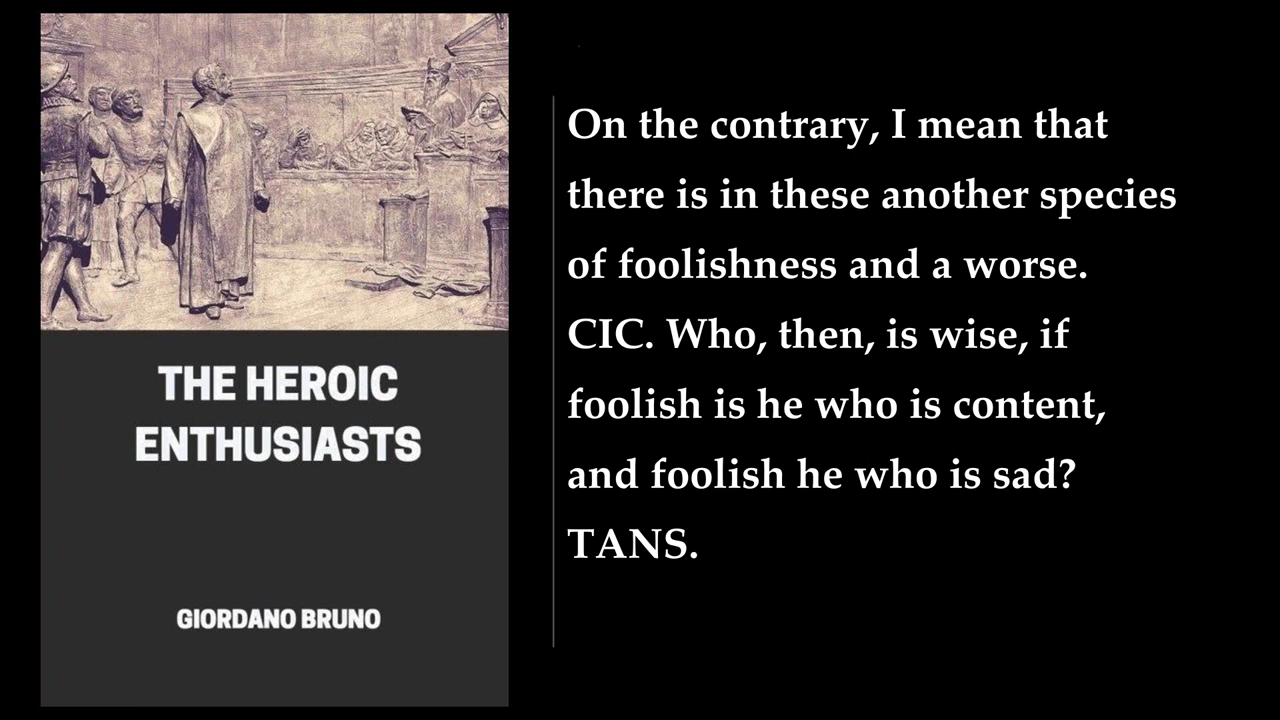 THE HEROIC
ENTHUSIASTS
GIORDANO BRUNO
On the contrary, I mean that
there is in these another species
of foolishness and a worse.
CIC. Who, then, is wise, if
foolish is he who is content,
and foolish he who is sad?
TANS.